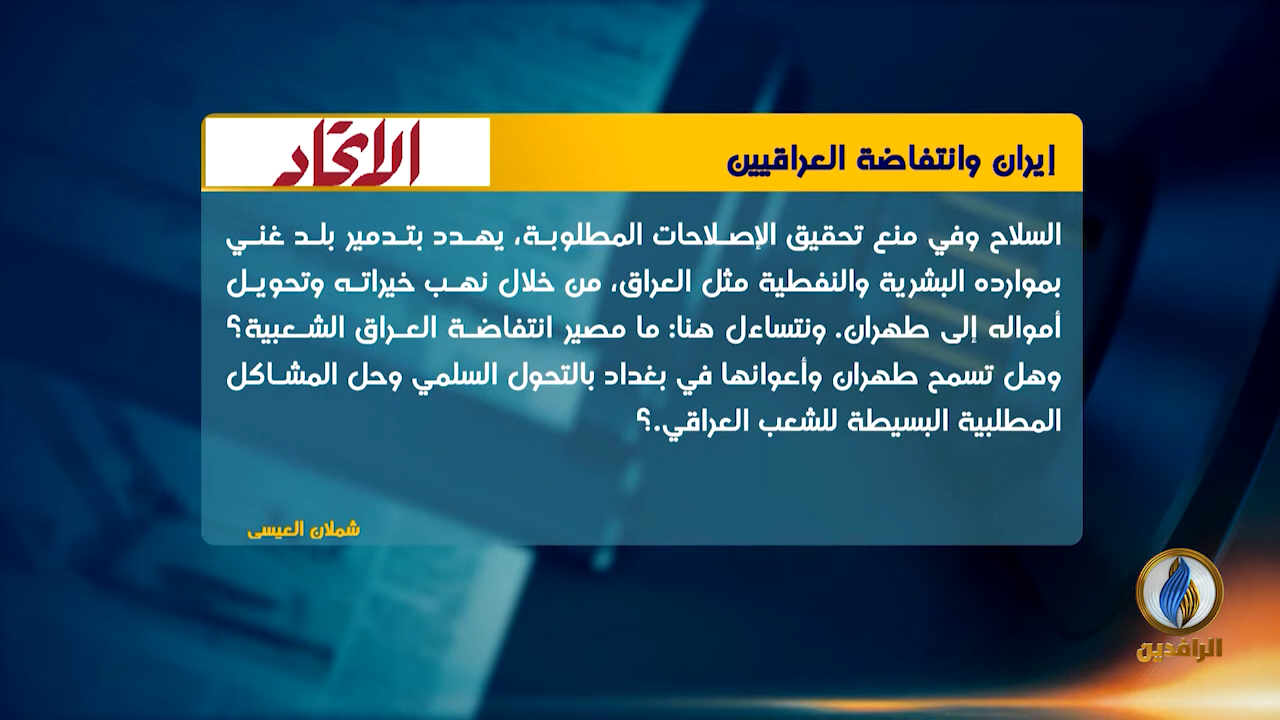 الاتحاد
إيران وانتفاضة العراقيين
السلاح وفي منع تحقيق الإصلاحات المطلوبة، يهدد بتدمير بلد غني
بموارده البشرية والنفطية مثل العراق، من خلال نهب خيراته وتحويل
أمواله إلى طهران. ونتساءل هنا: ما مصير انتفاضة العراق الشعبية؟
وهل تسمح طهران وأعوانها في بغداد بالتحول السلمي وحل المشاكل
المطلبية البسيطة للشعب العراقي.؟
شملان العيسى
الرافدين